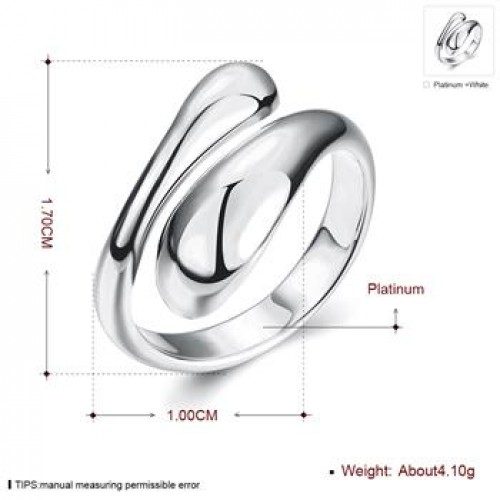 Platinum +White
1.70CM
Platinum
1.00CM
Weight: About4.10g
TIPS:manual measuring permissible error